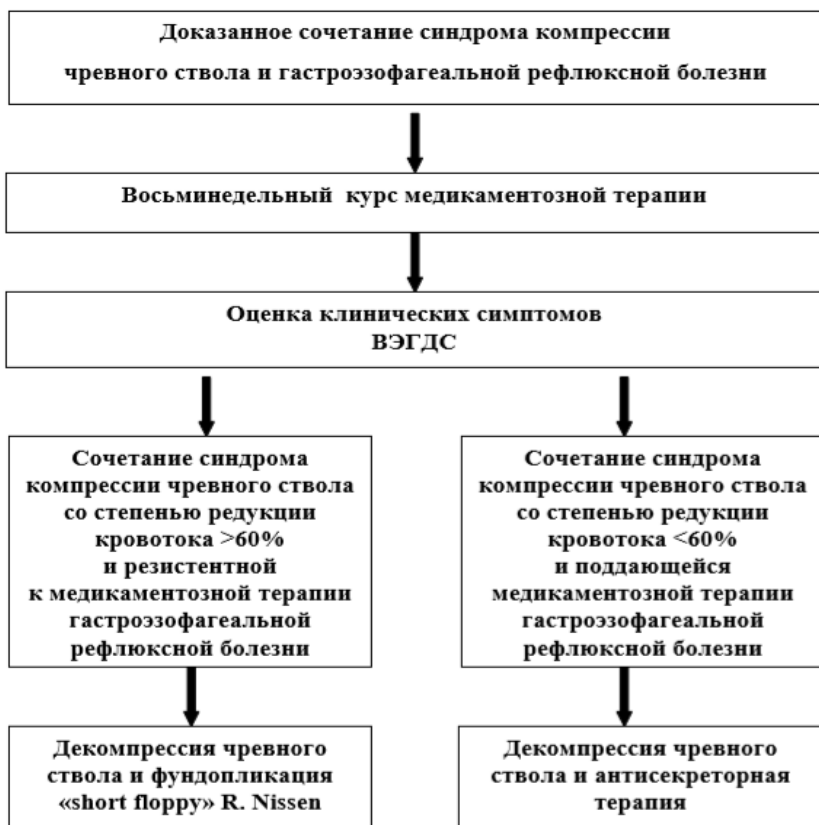 Доказанное сочетание синдрома компрессии
чревного ствола и гастроэзофагеальной рефлюксной болезни
Восьминедельный курс медикаментозной терапии
Оценка клинических симптомов
ВЭГДС
Сочетание синдрома
компрессии чревного ствола
со степенью редукции
кровотока >60%
и резистентной
к медикаментозной терапии
гастроэзофагеальной
рефлюксной болезни
Сочетание синдрома
компрессии чревного ствола
со степенью редукции
кровотока <60%
и поддающейся
медикаментозной терапии
гастроэзофагеальной
рефлюксной болезни
Декомпрессия чревного
ствола и фундопликация
«short floppy» R. Nissen
Декомпрессия чревного
ствола и антисекреторная
терапия